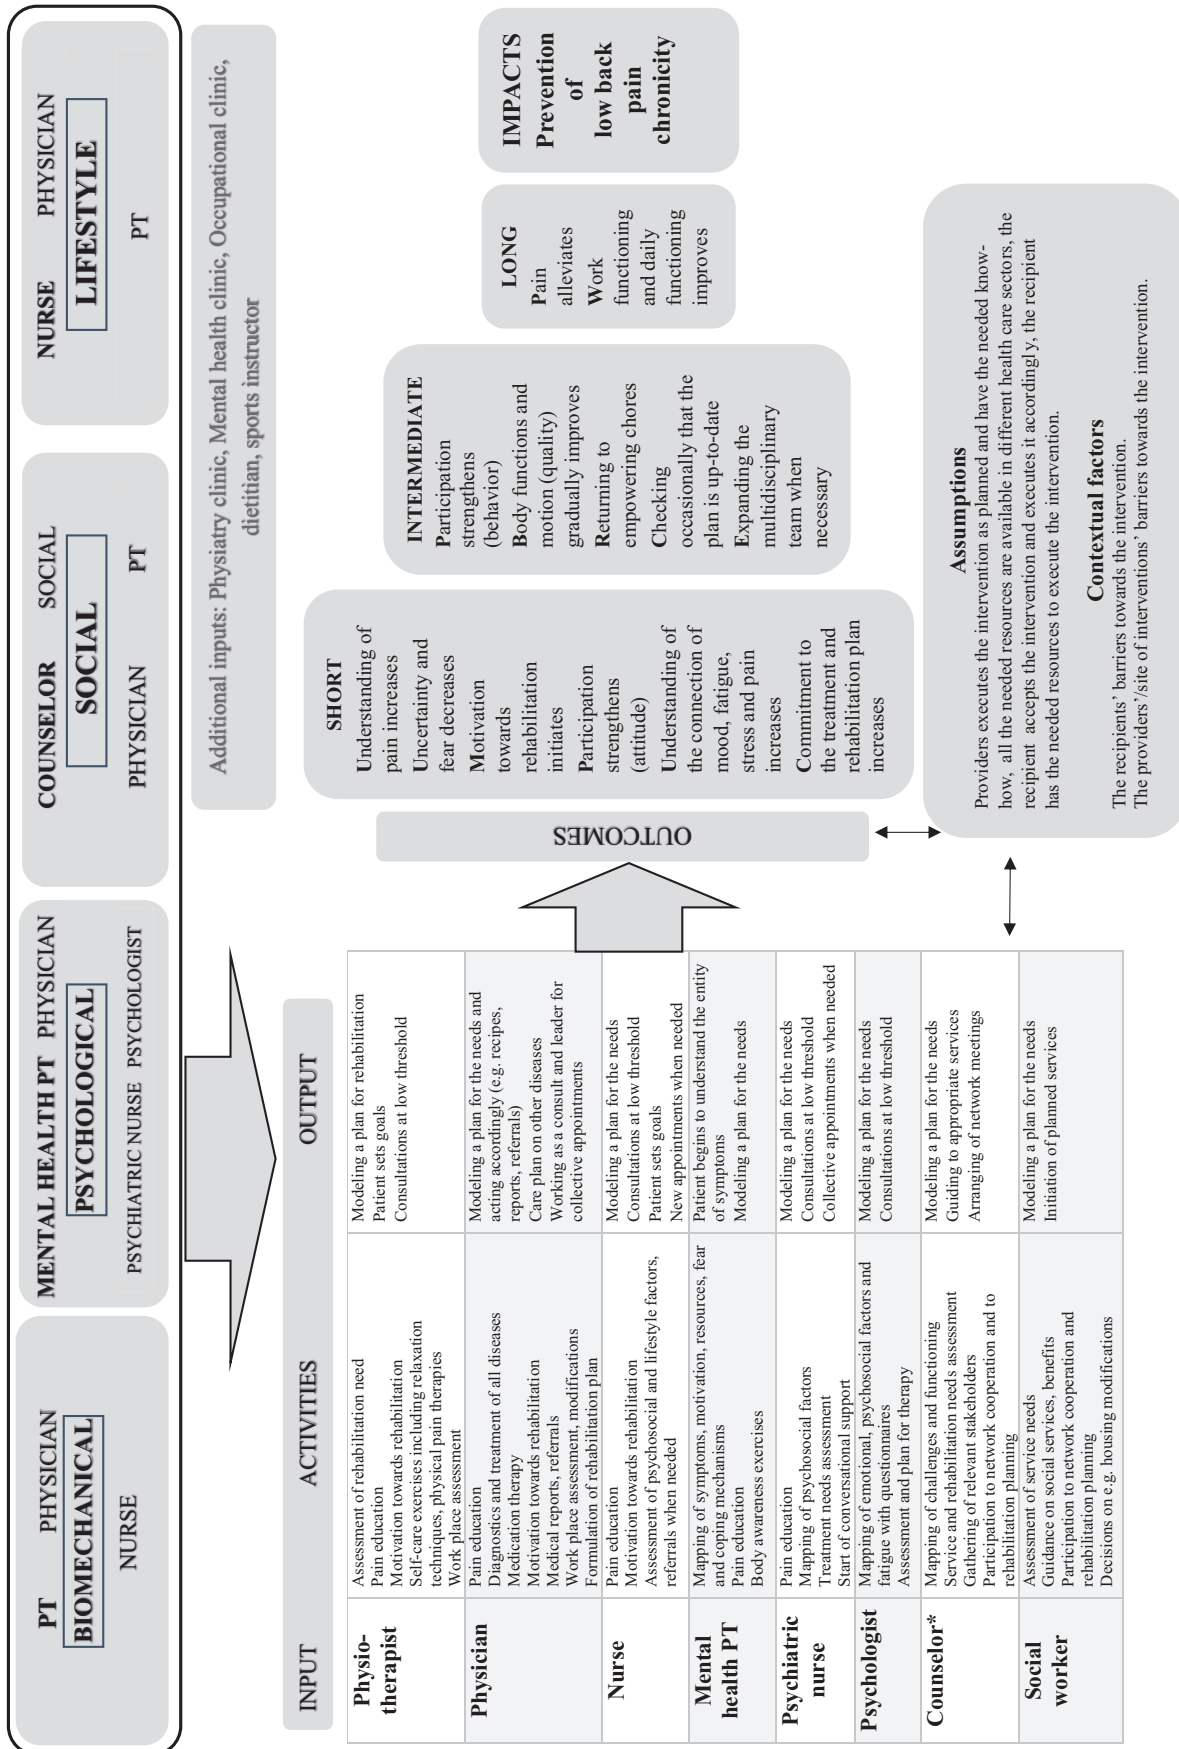 PT PHYSICIAN
BIOMECHANICAL
NURSE
MENTAL HEALTH PT PHYSICIAN
PSYCHOLOGICAL
PSYCHIATRIC NURSE PSYCHOLOGIST
COUNSELOR SOCIAL
SOCIAL
PHYSICIAN PT
NURSE PHYSICIAN
LIFESTYLE
PT
Additional inputs: Physiatry clinic, Mental health clinic, Occupational clinic,
dietitian, sports instructor
INPUT ACTIVITIES OUTPUT
Physio-
therapist
Assessment of rehabilitation need
Pain education
Motivation towards rehabilitation
Self-care exercises including relaxation
techniques, physical pain therapies
Work place assessment
Modeling a plan for rehabilitation
Patient sets goals
Consultations at low threshold
Physician
Pain education
Diagnostics and treatment of all diseases
Medication therapy
Motivation towards rehabilitation
Medical reports, referrals
Work place assessment, modifications
Formulation of rehabilitation plan
Modeling a plan for the needs and
acting accordingly (e.g. recipes,
reports, referrals)
Care plan on other diseases
Working as a consult and leader for
collective appointments
Nurse
Pain education
Motivation towards rehabilitation
Assessment of psychosocial and lifestyle factors,
referrals when needed
Modeling a plan for the needs
Consultations at low threshold
Patient sets goals
New appointments when needed
Mental
health PT
Mapping of symptoms, motivation, resources, fear
and coping mechanisms
Pain education
Body awareness exercises
Patient begins to understand the entity
of symptoms
Modeling a plan for the needs
Psychiatric
nurse
Pain education
Mapping of psychosocial factors
Treatment needs assessment
Start of conversational support
Modeling a plan for the needs
Consultations at low threshold
Collective appointments when needed
Psychologist
Mapping of emotional, psychosocial factors and
fatigue with questionnaires
Assessment and plan for therapy
Modeling a plan for the needs
Consultations at low threshold
Counselor*
Mapping of challenges and functioning
Service and rehabilitation needs assessment
Gathering of relevant stakeholders
Participation to network cooperation and to
rehabilitation planning
Modeling a plan for the needs
Guiding to appropriate services
Arranging of network meetings
Social
worker
Assessment of service needs
Guidance on social services, benefits
Participation to network cooperation and
rehabilitation planning
Decisions on e.g. housing modifications
Modeling a plan for the needs
Initiation of planned services
OUTCOMES
SHORT
Understanding of
pain increases
Uncertainty and
fear decreases
Motivation
towards
rehabilitation
initiates
Participation
strengthens
(attitude)
Understanding of
the connection of
mood, fatigue,
stress and pain
increases
Commitment to
the treatment and
rehabilitation plan
increases
INTERMEDIATE
Participation
strengthens
(behavior)
Body functions and
motion (quality)
gradually improves
Returning to
empowering chores
Checking
occasionally that the
plan is up-to-date
Expanding the
multidisciplinary
team when
necessary
LONG
Pain
alleviates
Work
functioning
and daily
functioning
improves
IMPACTS
Prevention
of
low back
pain
chronicity
Assumptions
Providers executes the intervention as planned and have the needed know-
how, all the needed resources are available in different health care sectors, the
recipient accepts the intervention and executes it accordingly, the recipient
has the needed resources to execute the intervention.
Contextual factors
The recipients' barriers towards the intervention.
The providers'/site of interventions' barriers towards the intervention.